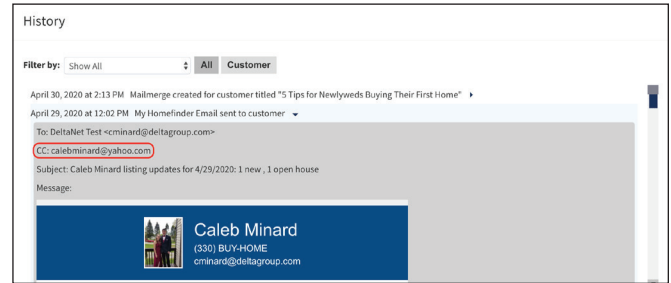 History
Filter by: Show All All Customer
April 30, 2020 at 2:13 PM Mailmerge created for customer titled "5 Tips for Newlyweds Buying Their First Home"
April 29, 2020 at 12:02 PM My Homefinder Email sent to customer
To: DeltaNet Test <cminard@deltagroup.com>
CC: calebminard@yahoo.com
Subject: Caleb Minard listing updates for 4/29/2020: 1 new , 1 open house
Message:
Caleb Minard
(330) BUY-HOME
cminard@deltagroup.com